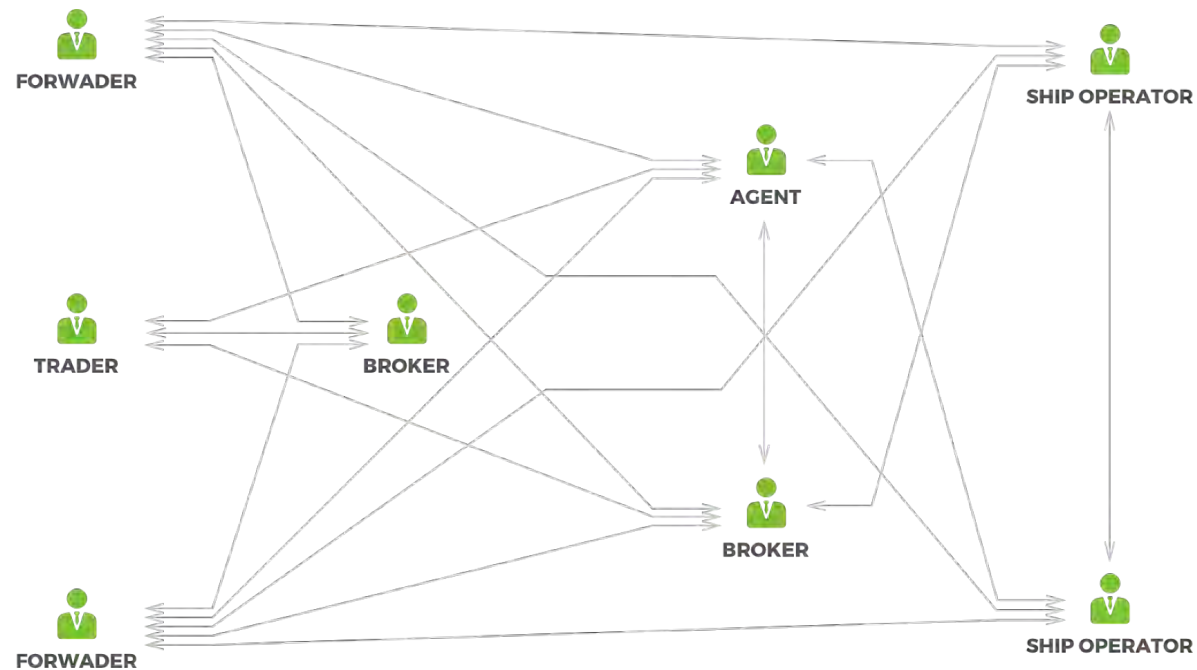 FORWADER
SHIP OPERATOR
AGENT
TRADER
BROKER
BROKER
SHIP OPERATOR
FORWADER